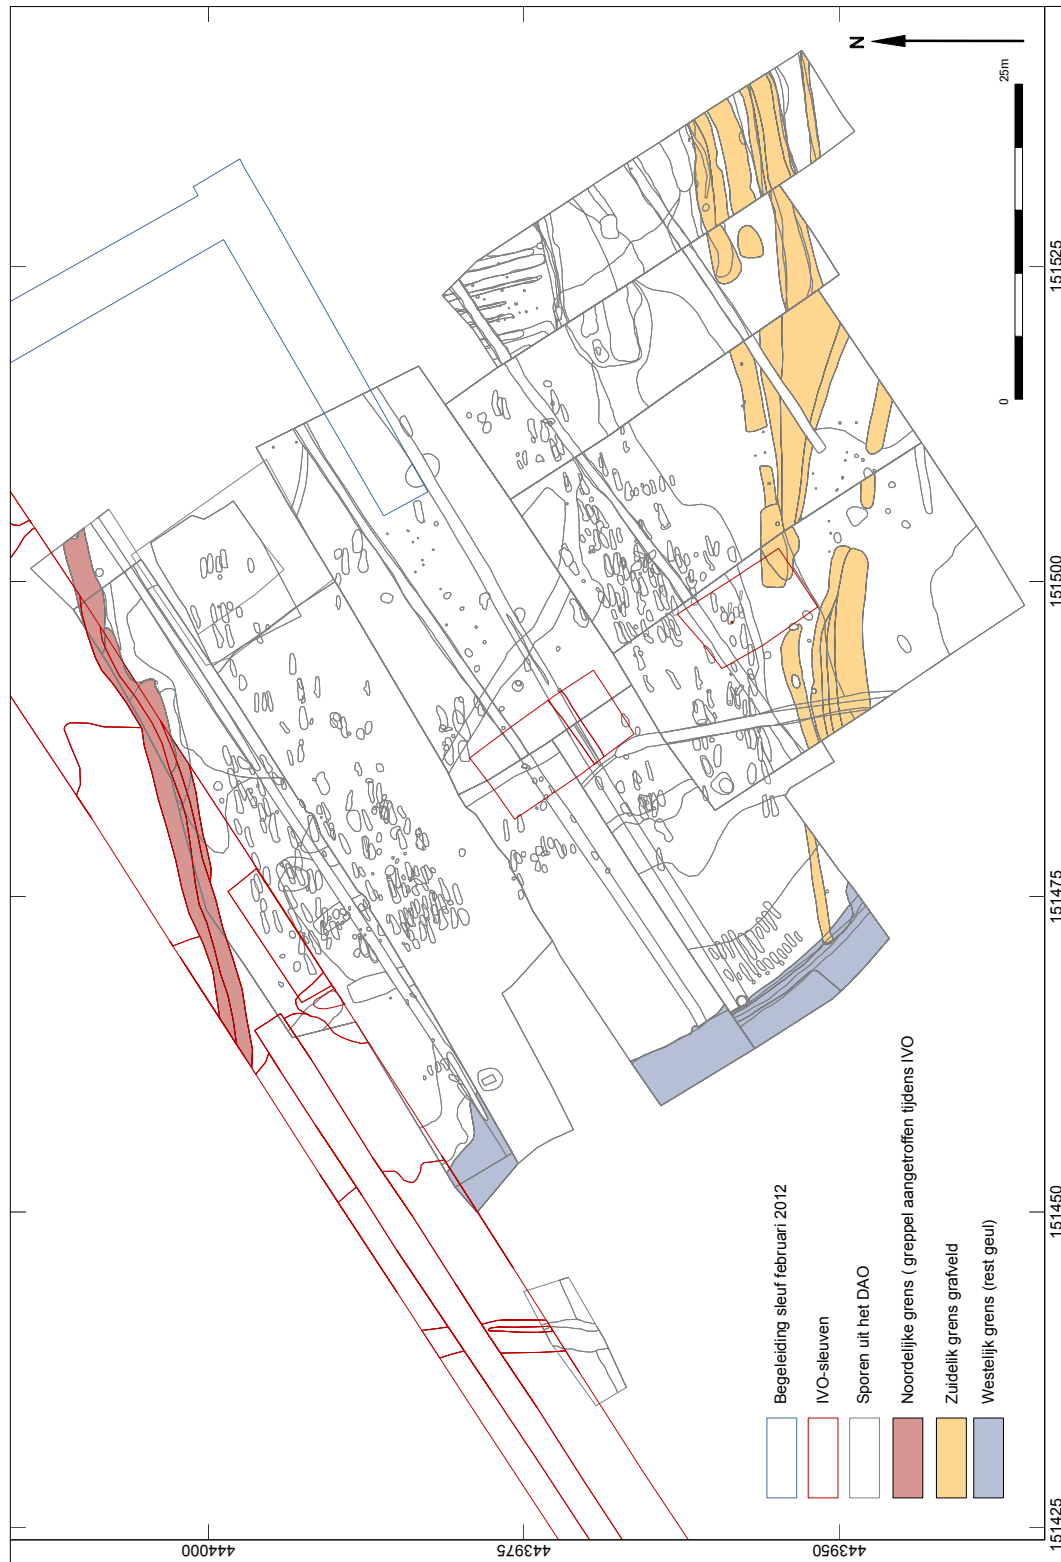 N
25m
0
Begeleiding sleuf februari 2012
IVO-sleuven
Sporen uit het DAO
Noordelijke grens ( greppel aangetroffen tijdens IVO
Zuidelik grens grafveld
Westelijk grens (rest geul)
151425
151450
151475
151500
151525
444000
443975
443950